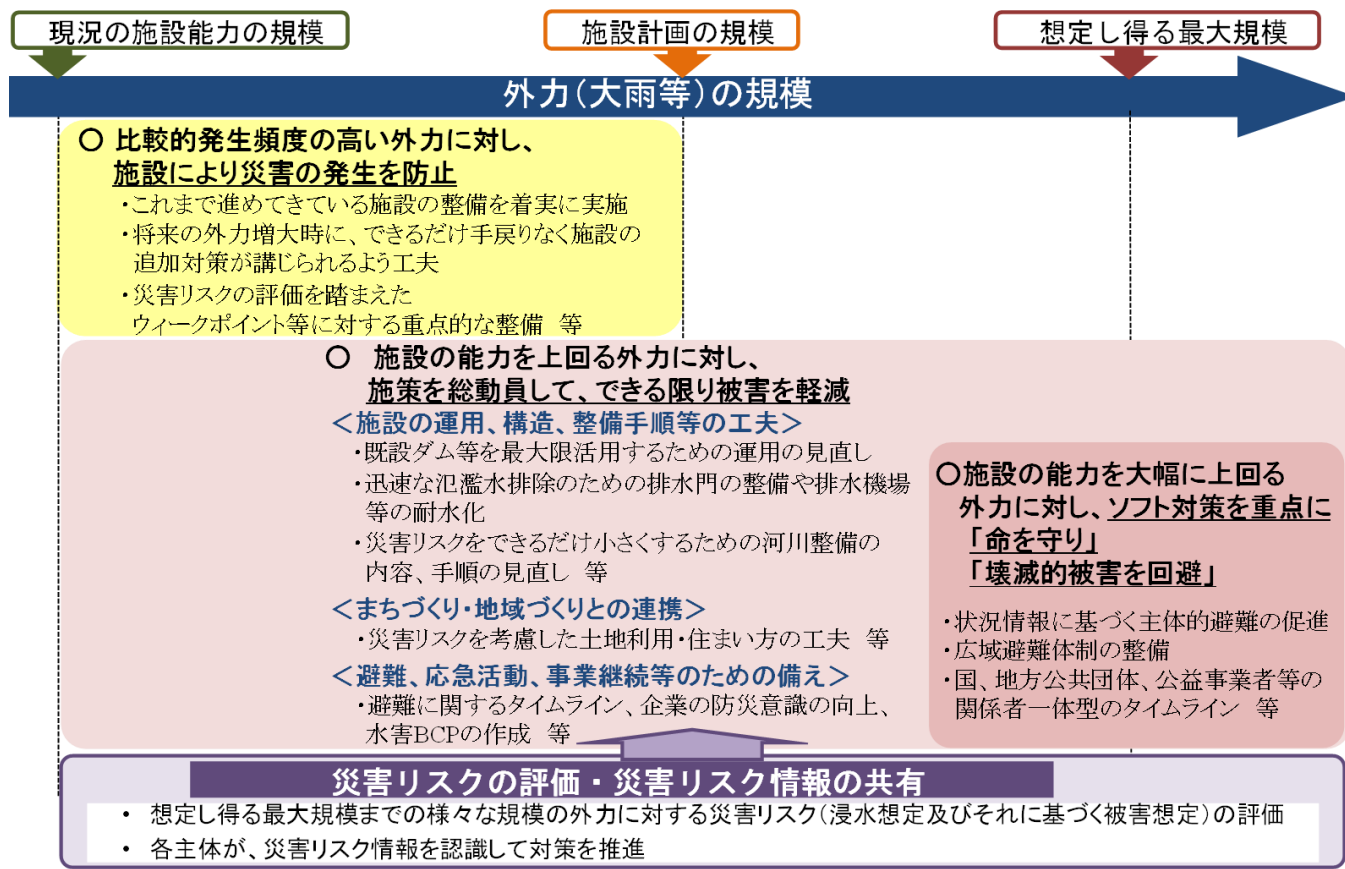 現況の施設能力の規模
施設計画の規模
想定し得る最大規模
外力(大雨等)の規模
○ 比較的発生頻度の高い外力に対し、
施設により災害の発生を防止
・これまで進めてきている施設の整備を着実に実施
・将来の外力増大時に、できるだけ手戻りなく施設の
追加対策が講じられるよう工夫
・災害リスクの評価を踏まえた
ウィークポイント等に対する重点的な整備 等
○ 施設の能力を上回る外力に対し、
施策を総動員して、できる限り被害を軽減
<施設の運用、構造、整備手順等の工夫>
・既設ダム等を最大限活用するための運用の見直し
・迅速な氾濫水排除のための排水門の整備や排水機場
等の耐水化
・災害リスクをできるだけ小さくするための河川整備の
内容、手順の見直し 等
<まちづくり・地域づくりとの連携>
・災害リスクを考慮した土地利用・住まい方の工夫 等
<避難、応急活動、事業継続等のための備え>
・避難に関するタイムライン、企業の防災意識の向上、
水害BCPの作成 等
○施設の能力を大幅に上回る
外力に対し、ソフト対策を重点に
「命を守り」
「壊滅的被害を回避」
・状況情報に基づく主体的避難の促進
・広域避難体制の整備
・国、地方公共団体、公益事業者等の
関係者一体型のタイムライン 等
災害リスクの評価・災害リスク情報の共有
• 想定し得る最大規模までの様々な規模の外力に対する災害リスク(浸水想定及びそれに基づく被害想定)の評価
• 各主体が、災害リスク情報を認識して対策を推進